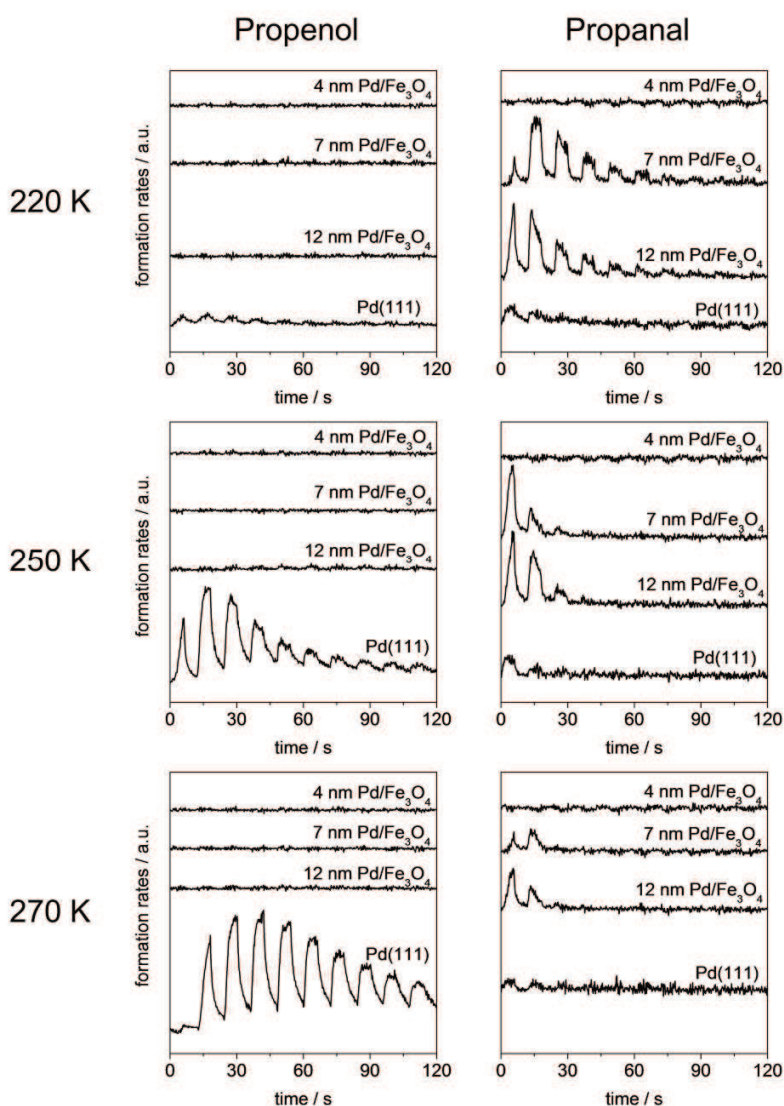 Propenol Propanal
220 K
formation rates / a.u.
4 nm Pd/Fe₃O₄
7 nm Pd/Fe₃O₄
12 nm Pd/Fe₃O₄
Pd(111)
0 30 60 90 120
time / s
4 nm Pd/Fe₃O₄
7 nm Pd/Fe₃O₄
12 nm Pd/Fe₃O₄
Pd(111)
0 30 60 90 120
time / s
250 K
formation rates / a.u.
4 nm Pd/Fe₃O₄
7 nm Pd/Fe₃O₄
12 nm Pd/Fe₃O₄
Pd(111)
0 30 60 90 120
time / s
4 nm Pd/Fe₃O₄
7 nm Pd/Fe₃O₄
12 nm Pd/Fe₃O₄
Pd(111)
0 30 60 90 120
time / s
270 K
formation rates / a.u.
4 nm Pd/Fe₃O₄
7 nm Pd/Fe₃O₄
12 nm Pd/Fe₃O₄
Pd(111)
0 30 60 90 120
time / s
4 nm Pd/Fe₃O₄
7 nm Pd/Fe₃O₄
12 nm Pd/Fe₃O₄
Pd(111)
0 30 60 90 120
time / s